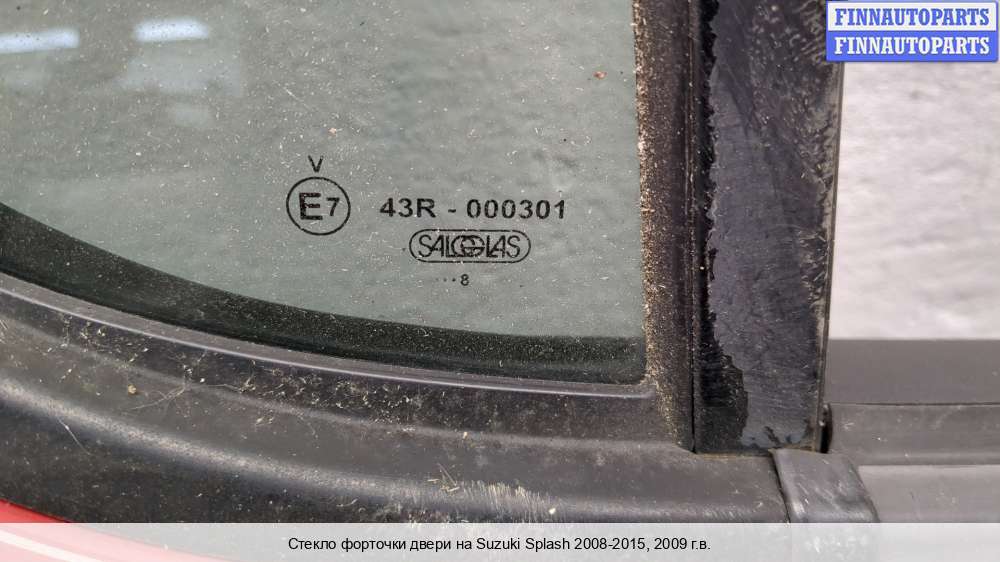 FINNAUTOPARTS
FINNAUTOPARTS
V
E7 43R - 000301
SALGGLAS
···8
Стекло форточки двери на Suzuki Splash 2008-2015, 2009 г.в.